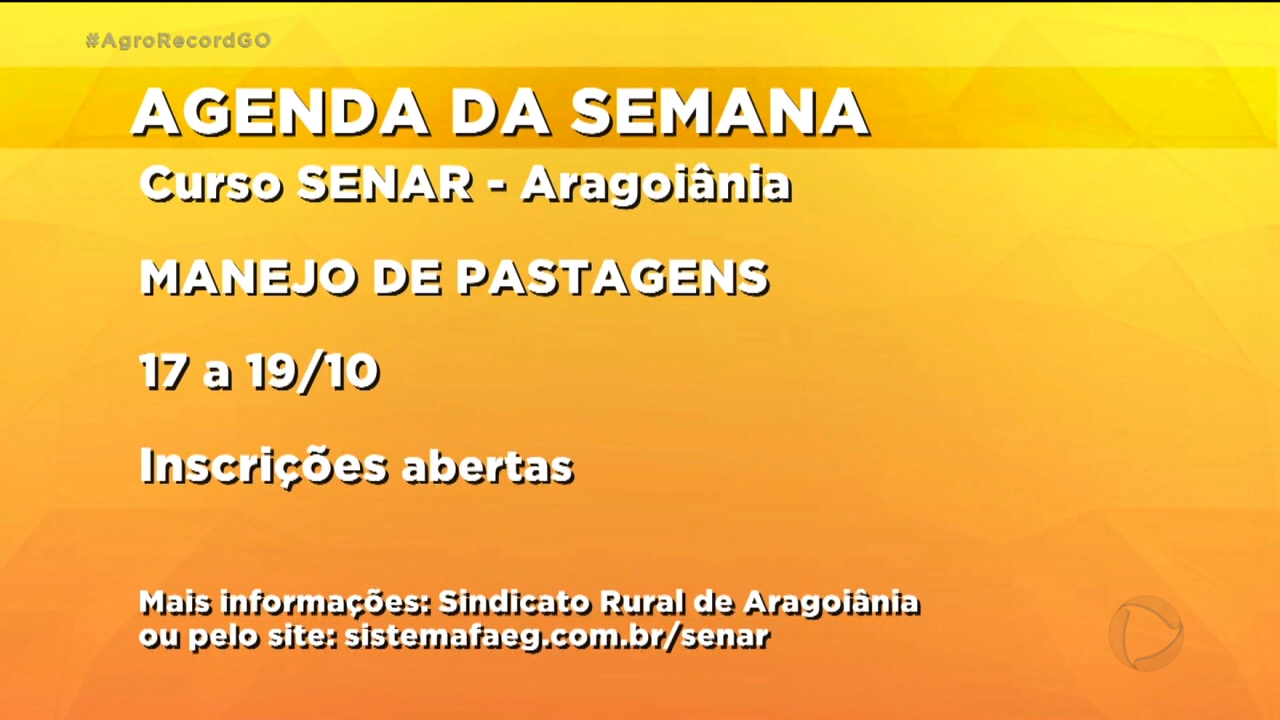 #AgroRecordGO
AGENDA DA SEMANA
Curso SENAR - Aragoiânia
MANEJO DE PASTAGENS
17 a 19/10
Inscrições abertas
Mais informações: Sindicato Rural de Aragoiânia
ou pelo site: sistemafaeg.com.br/senar